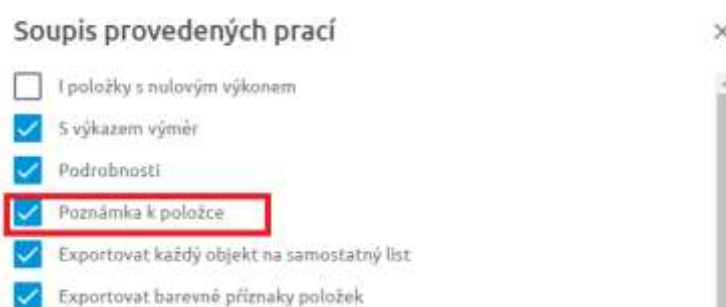 Soupis provedených prací
I položky s nulovým výkonem
S výkazem výměr
Podrobnosti
Poznámka k položce
Exportovat každý objekt na samostatný list
Exportovat barevné příznaky položek